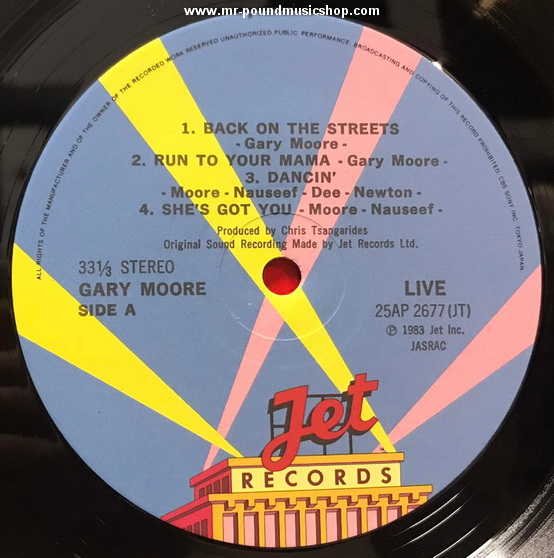 www.mr-poundmusicshop.com
ALL RIGHTS OF THE MANUFACTURER AND OF THE OWNER OF THE RECORDED WORK RESERVED UNAUTHORIZED PUBLIC PERFORMANCE, BROADCASTING AND COPYING OF THIS RECORD PROHIBITED CBS SONY INC. TOKYO JAPAN
1. BACK ON THE STREETS
- Gary Moore -
2. RUN TO YOUR MAMA - Gary Moore -
3. DANCIN'
- Moore - Nauseef - Dee - Newton -
4. SHE'S GOT YOU - Moore - Nauseef -
Produced by Chris Tsangarides
Original Sound Recording Made by Jet Records Ltd.
33 1/3 STEREO
GARY MOORE LIVE
SIDE A 25AP 2677(JT)
℗ 1983 Jet Inc.
JASRAC
Jet
RECORDS